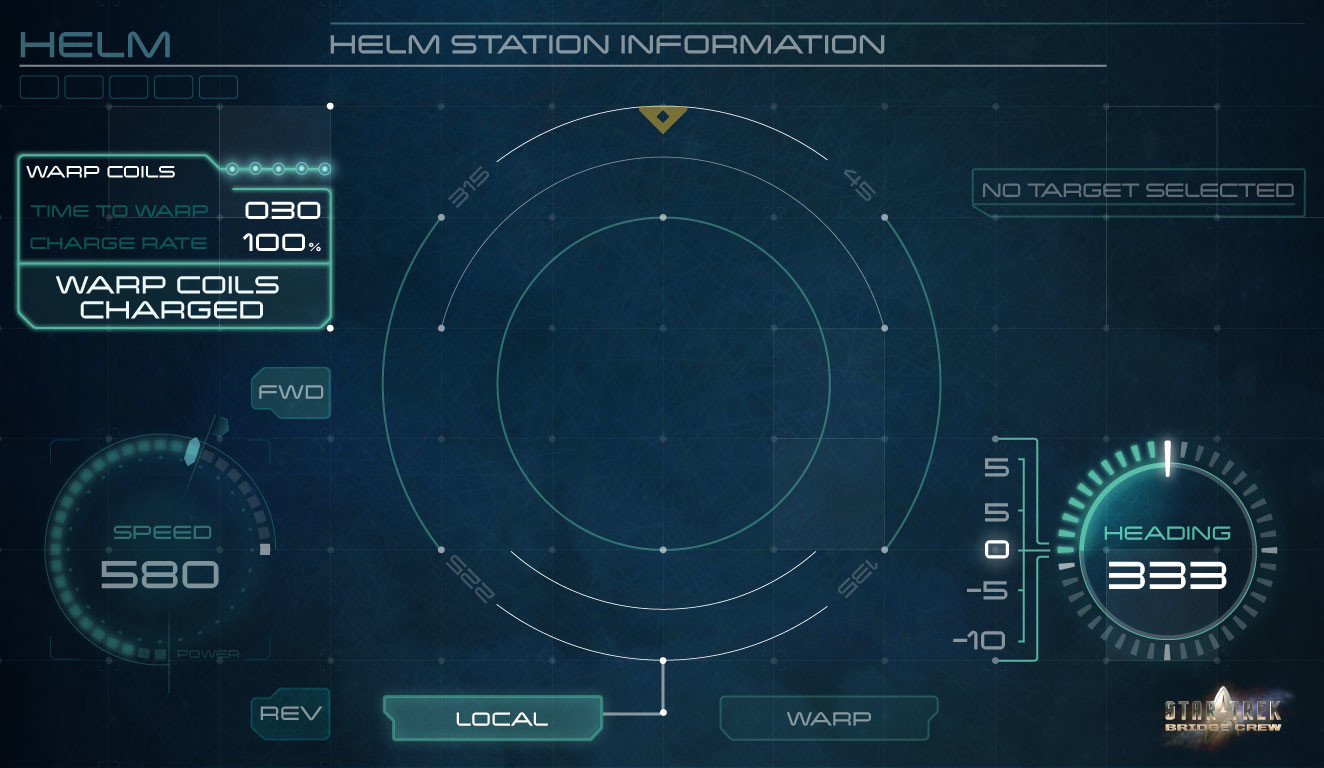 HELM
HELM STATION INFORMATION
WARP COILS
TIME TO WARP 030
CHARGE RATE 100%
WARP COILS
CHARGED
315
45
NO TARGET SELECTED
FWD
SPEED
580
POWER
REV
225
135
5
5
0
-5
-10
HEADING
333
LOCAL
WARP
STAR TREK
BRIDGE CREW